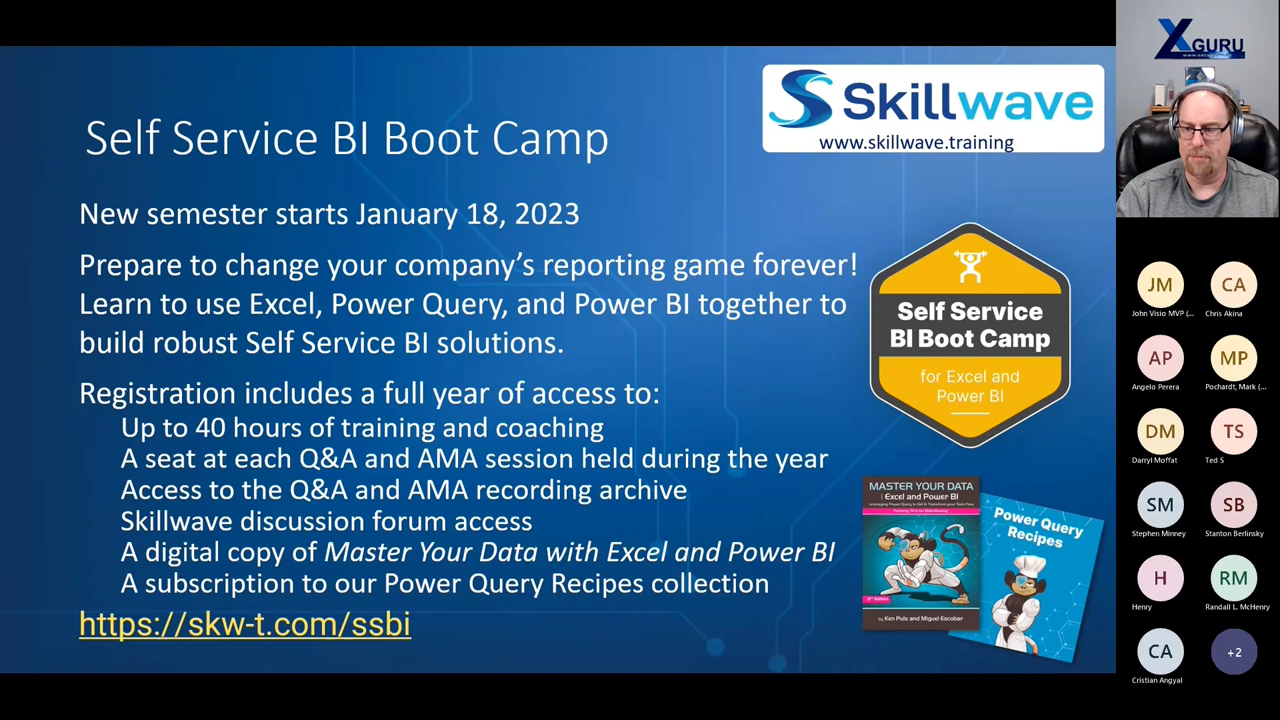 Self Service BI Boot Camp
Skillwave
www.skillwave.training
New semester starts January 18, 2023
Prepare to change your company's reporting game forever!
Learn to use Excel, Power Query, and Power BI together to
build robust Self Service BI solutions.
Registration includes a full year of access to:
Up to 40 hours of training and coaching
A seat at each Q&A and AMA session held during the year
Access to the Q&A and AMA recording archive
Skillwave discussion forum access
A digital copy of Master Your Data with Excel and Power BI
A subscription to our Power Query Recipes collection
https://skw-t.com/ssbi
Self Service
BI Boot Camp
for Excel and
Power BI
MASTER YOUR DATA
Excel and Power BI
by Ken Puls and Miguel Escobar
Power Query
Recipes
X GURU
JM
John Visio MVP (...
CA
Chris Akina
AP
Angelo Perera
MP
Pochardt, Mark (...
DM
Darryl Moffat
TS
Ted S
SM
Stephen Minney
SB
Stanton Berlinsky
H
Henry
RM
Randall L. McHenry
CA
Cristian Angyal
+2